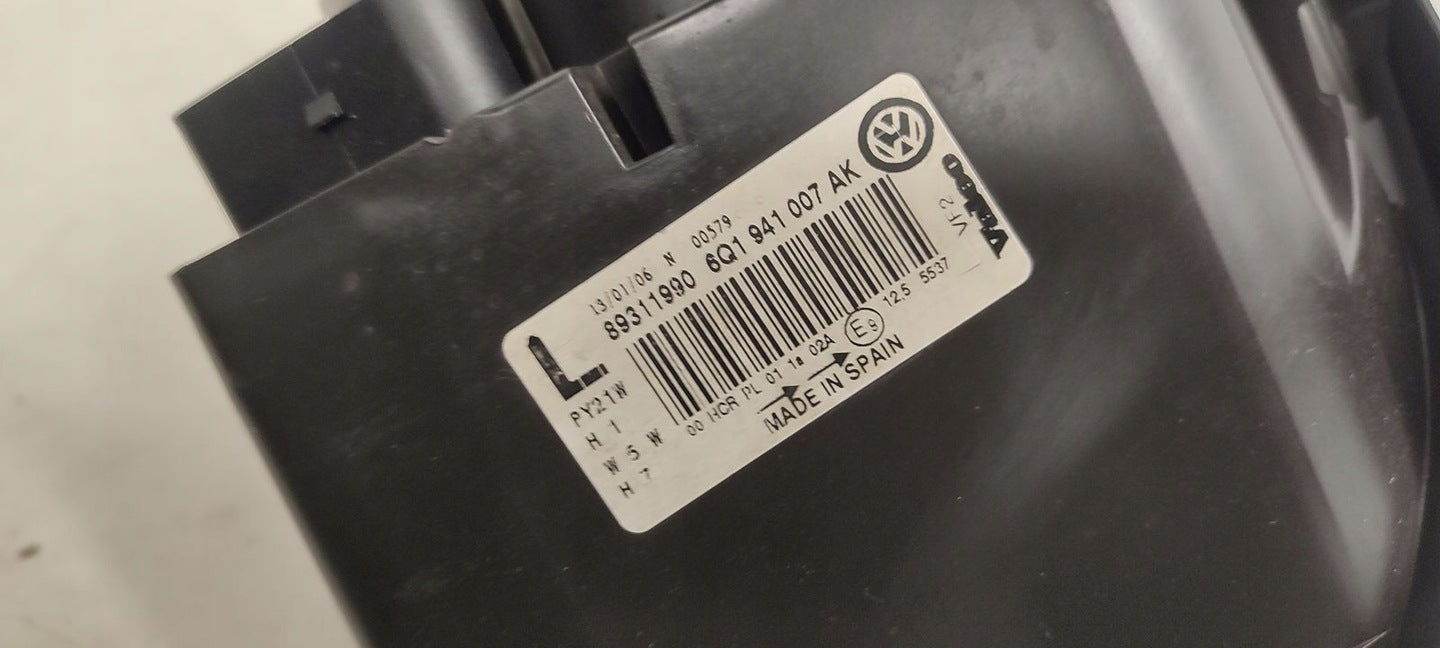 13/01/06 N 00579
89311990 6Q1 941 007 AK
L
PY21W
H 1
W 5 W
H 7
00 HCR PL 01 1a 02A E9 12,5 5537
MADE IN SPAIN
Valeo
VF2